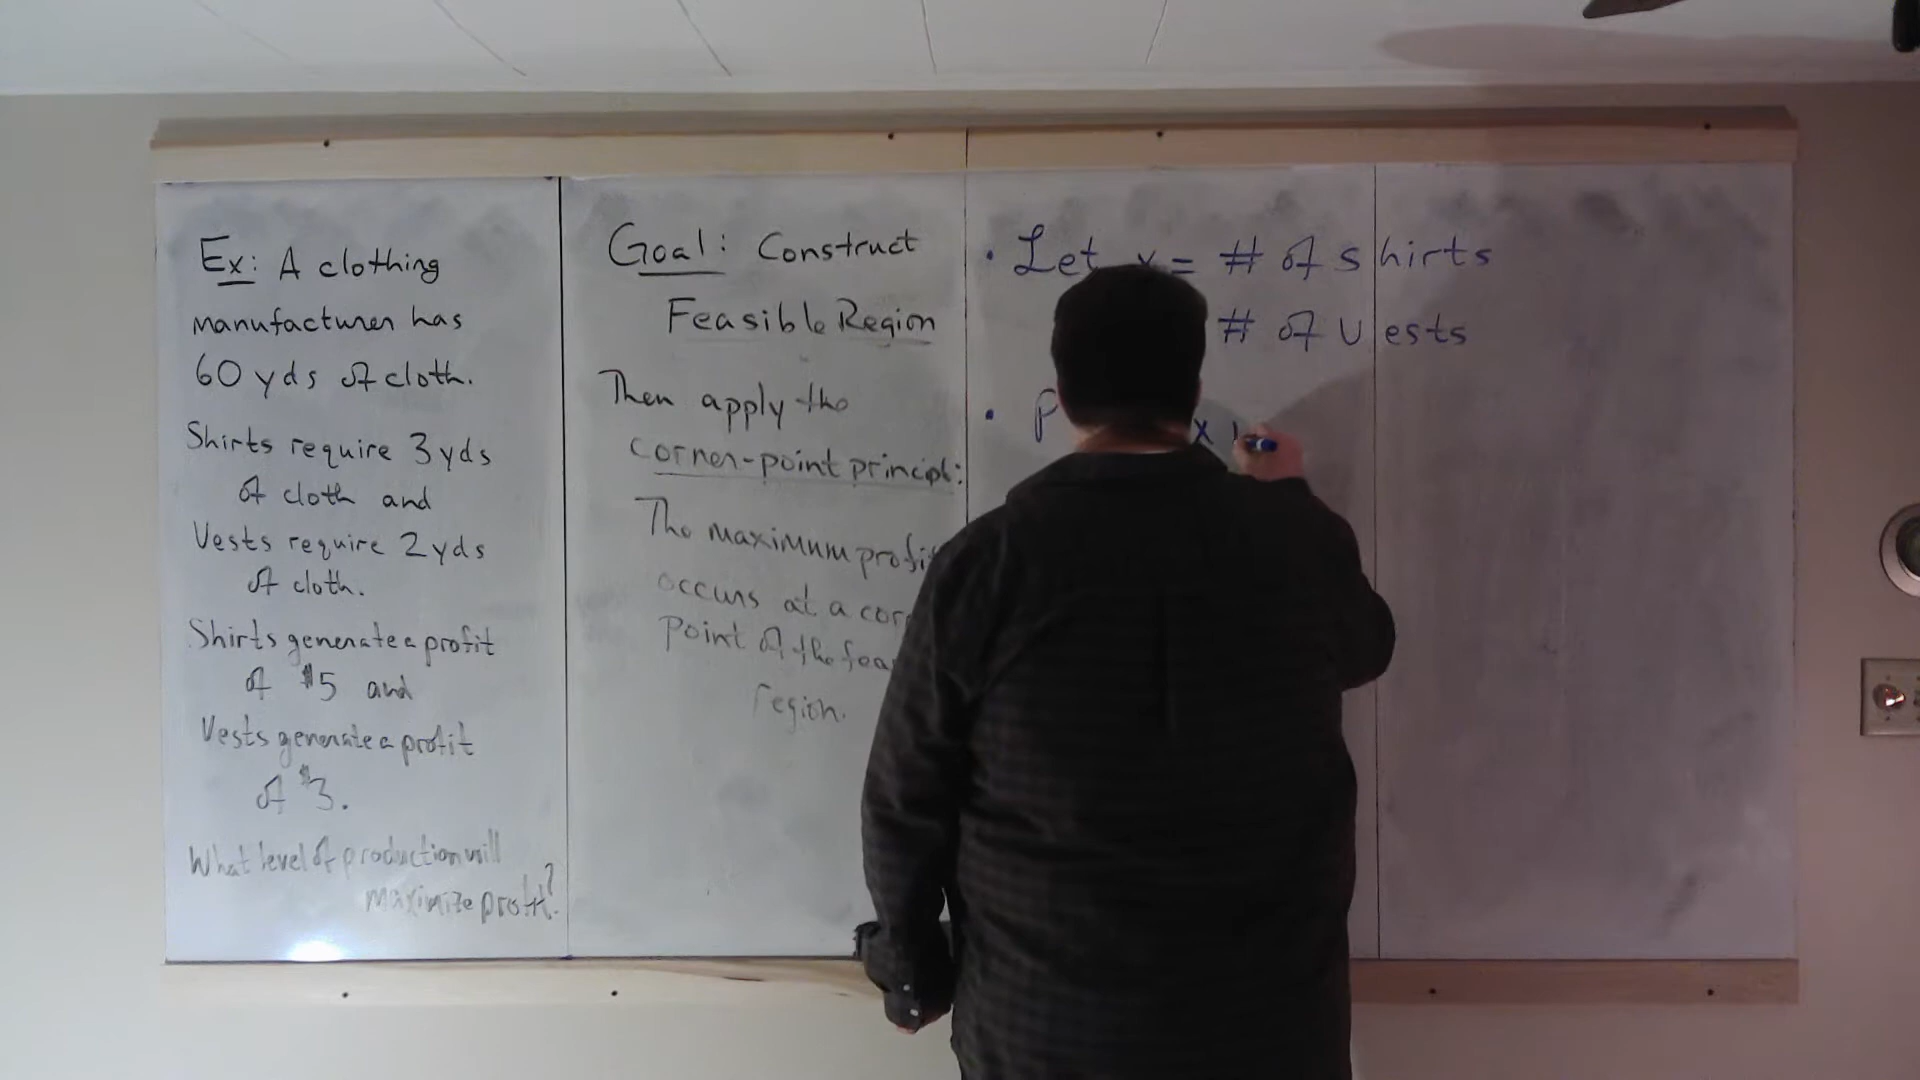 Ex: A clothing
manufacturer has
60 yds of cloth.
Shirts require 3 yds
of cloth and
Vests require 2 yds
of cloth.
Shirts generate a profit
of $5 and
Vests generate a profit
of $3.
What level of production will
maximize profit?
Goal: Construct
Feasible Region
Then apply the
corner-point principle:
The maximum profit
occurs at a
point of the
region.
• Let x = # of shirts
# of vests
• P x